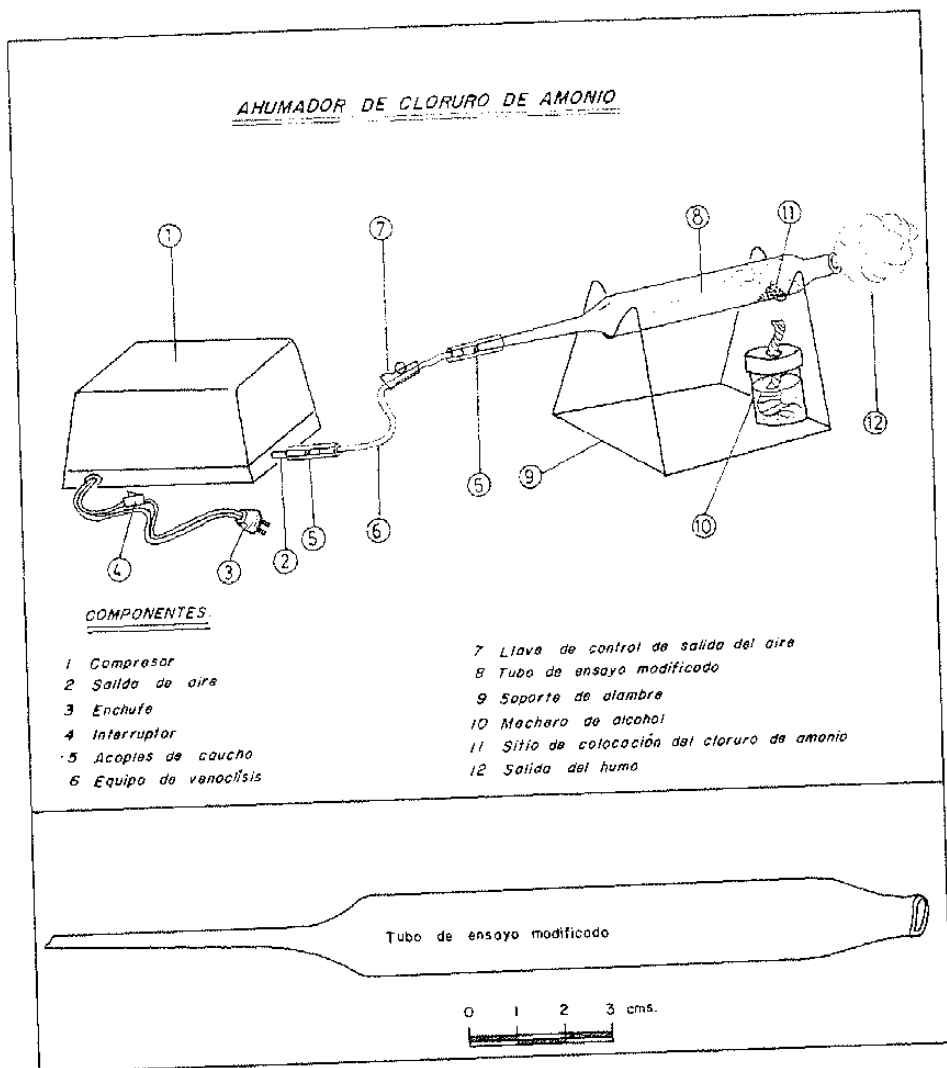 AHUMADOR DE CLORURO DE AMONIO
1
7
8
11
4
3
2
5
6
5
9
10
12
COMPONENTES.
1 Compresor
2 Salida de aire
3 Enchufe
4 Interruptor
5 Acoples de caucho
6 Equipo de venoclisis
7 Llave de control de salida del aire
8 Tubo de ensayo modificado
9 Soporte de alambre
10 Mechero de alcohol
11 Sitio de colocación del cloruro de amonio
12 Salida del humo
Tubo de ensayo modificado
0 1 2 3 cms.